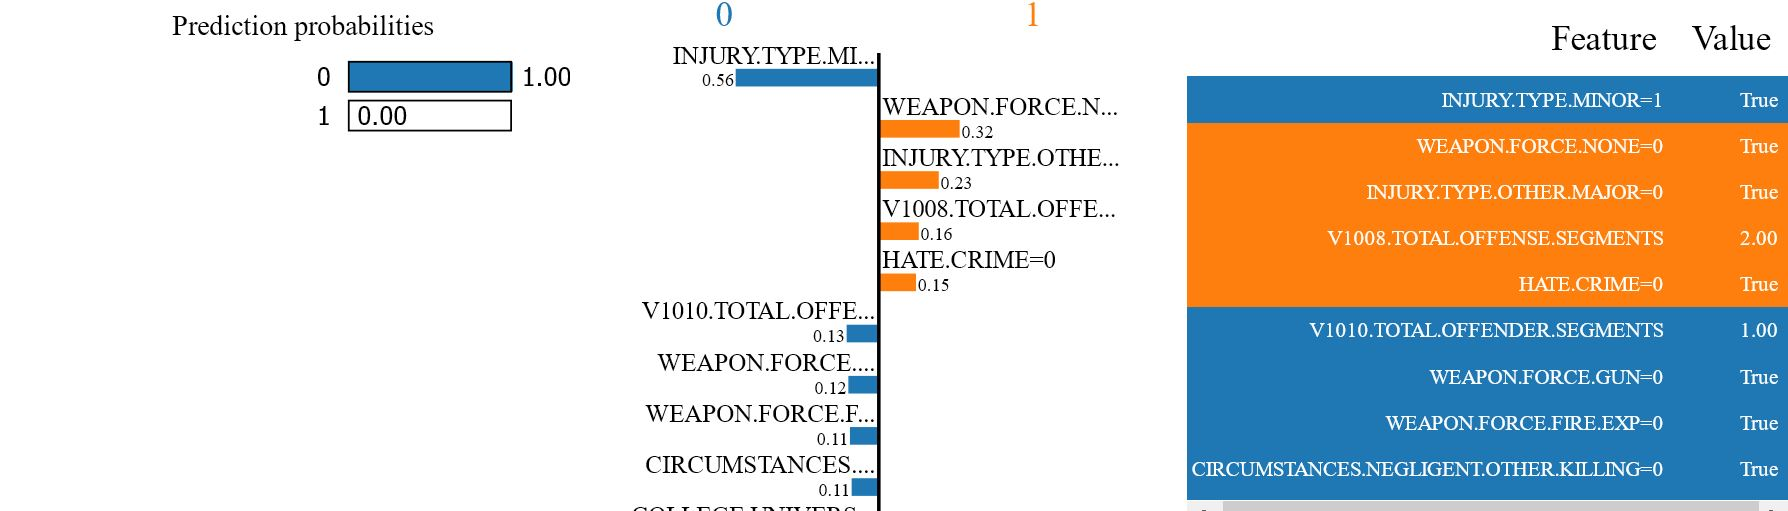 Prediction probabilities
0 1.00
1 0.00
0 1
INJURY.TYPE.MI...
0.56
WEAPON.FORCE.N...
0.32
INJURY.TYPE.OTHE...
0.23
V1008.TOTAL.OFFE...
0.16
HATE.CRIME=0
0.15
V1010.TOTAL.OFFE...
0.13
WEAPON.FORCE....
0.12
WEAPON.FORCE.F...
0.11
CIRCUMSTANCES....
0.11
Feature Value
INJURY.TYPE.MINOR=1 True
WEAPON.FORCE.NONE=0 True
INJURY.TYPE.OTHER.MAJOR=0 True
V1008.TOTAL.OFFENSE.SEGMENTS 2.00
HATE.CRIME=0 True
V1010.TOTAL.OFFENDER.SEGMENTS 1.00
WEAPON.FORCE.GUN=0 True
WEAPON.FORCE.FIRE.EXP=0 True
CIRCUMSTANCES.NEGLIGENT.OTHER.KILLING=0 True